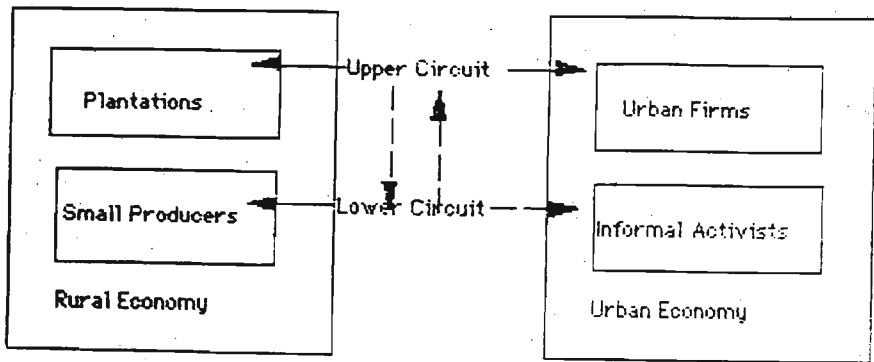 Plantations
Upper Circuit
Urban Firms
Small Producers
Lower Circuit
Informal Activists
Rural Economy
Urban Economy